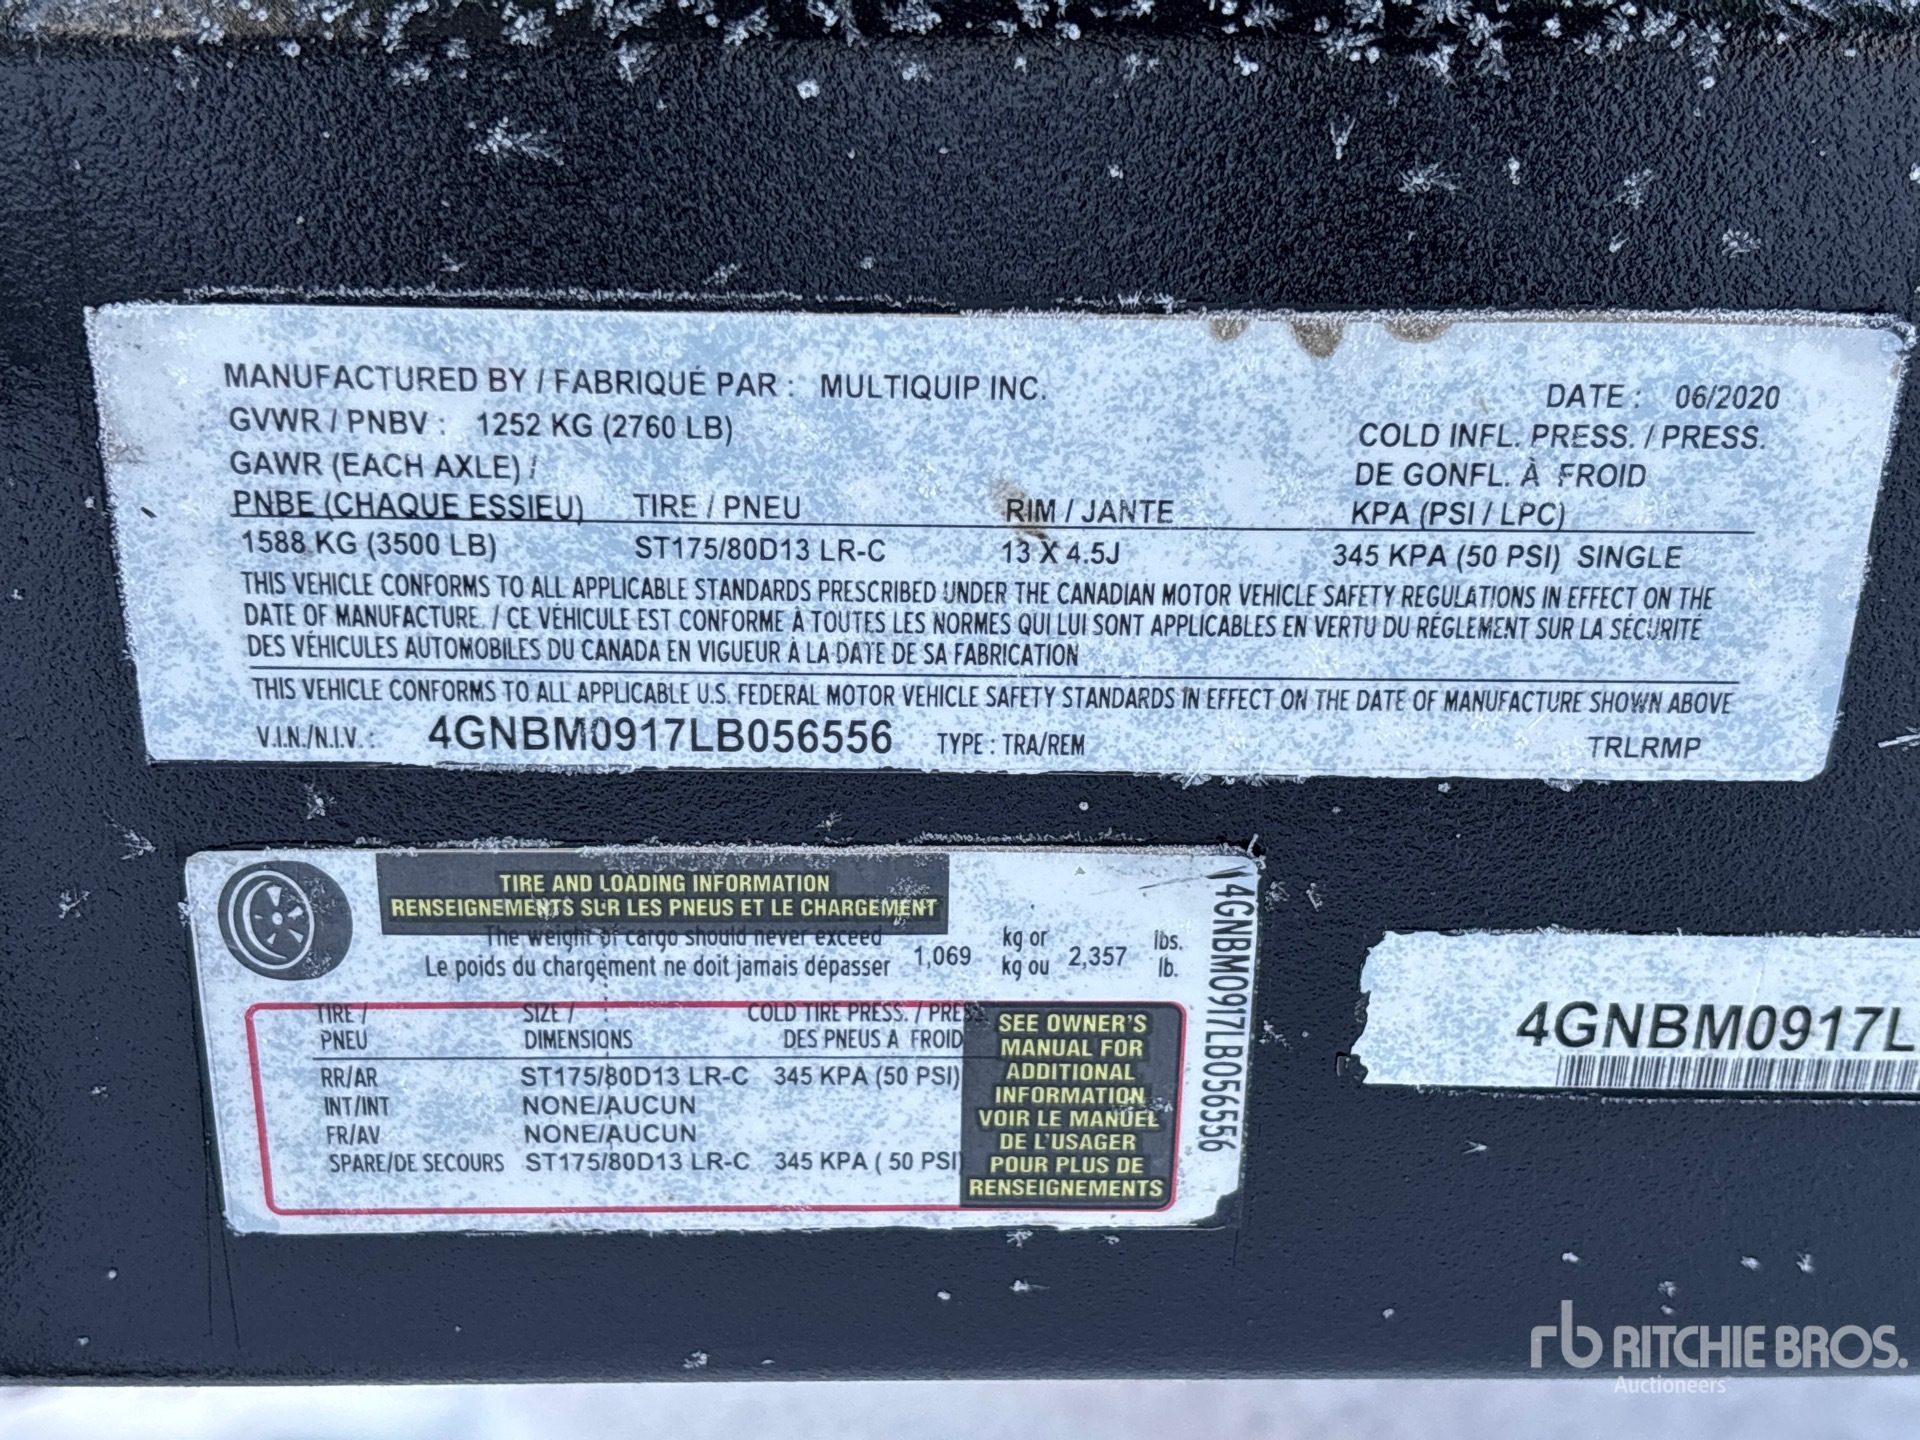 MANUFACTURED BY / FABRIQUÉ PAR : MULTIQUIP INC.
DATE : 06/2020
GVWR / PNBV : 1252 KG (2760 LB)
COLD INFL. PRESS. / PRESS.
GAWR (EACH AXLE) /
DE GONFL. À FROID
PNBE (CHAQUE ESSIEU) TIRE / PNEU RIM / JANTE KPA (PSI / LPC)
1588 KG (3500 LB) ST175/80D13 LR-C 13 X 4.5J 345 KPA (50 PSI) SINGLE
THIS VEHICLE CONFORMS TO ALL APPLICABLE STANDARDS PRESCRIBED UNDER THE CANADIAN MOTOR VEHICLE SAFETY REGULATIONS IN EFFECT ON THE
DATE OF MANUFACTURE. / CE VÉHICULE EST CONFORME À TOUTES LES NORMES QUI LUI SONT APPLICABLES EN VERTU DU RÈGLEMENT SUR LA SÉCURITÉ
DES VÉHICULES AUTOMOBILES DU CANADA EN VIGUEUR À LA DATE DE SA FABRICATION
THIS VEHICLE CONFORMS TO ALL APPLICABLE U.S. FEDERAL MOTOR VEHICLE SAFETY STANDARDS IN EFFECT ON THE DATE OF MANUFACTURE SHOWN ABOVE
V.I.N./N.I.V. : 4GNBM0917LB056556 TYPE : TRA/REM TRLRMP
TIRE AND LOADING INFORMATION
RENSEIGNEMENTS SUR LES PNEUS ET LE CHARGEMENT
The weight of cargo should never exceed
Le poids du chargement ne doit jamais dépasser
1,069 kg or 2,357 lbs.
kg ou lb.
TIRE / SIZE / COLD TIRE PRESS. / PRESS
PNEU DIMENSIONS DES PNEUS A FROID
RR/AR ST175/80D13 LR-C 345 KPA (50 PSI)
INT/INT NONE/AUCUN
FR/AV NONE/AUCUN
SPARE/DE SECOURS ST175/80D13 LR-C 345 KPA ( 50 PSI)
SEE OWNER'S
MANUAL FOR
ADDITIONAL
INFORMATION
VOIR LE MANUEL
DE L'USAGER
POUR PLUS DE
RENSEIGNEMENTS
4GNBM0917LB056556
4GNBM0917L
rb RITCHIE BROS.
Auctioneers